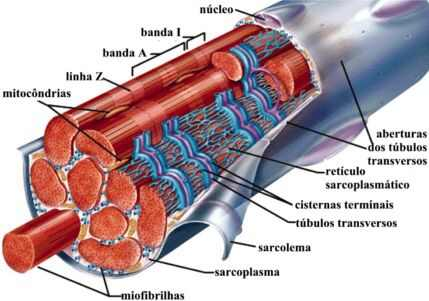 núcleo
banda I
banda A
linha Z
mitocôndrias
aberturas
dos túbulos
transversos
retículo
sarcoplasmático
cisternas terminais
túbulos transversos
sarcolema
sarcoplasma
miofibrilhas